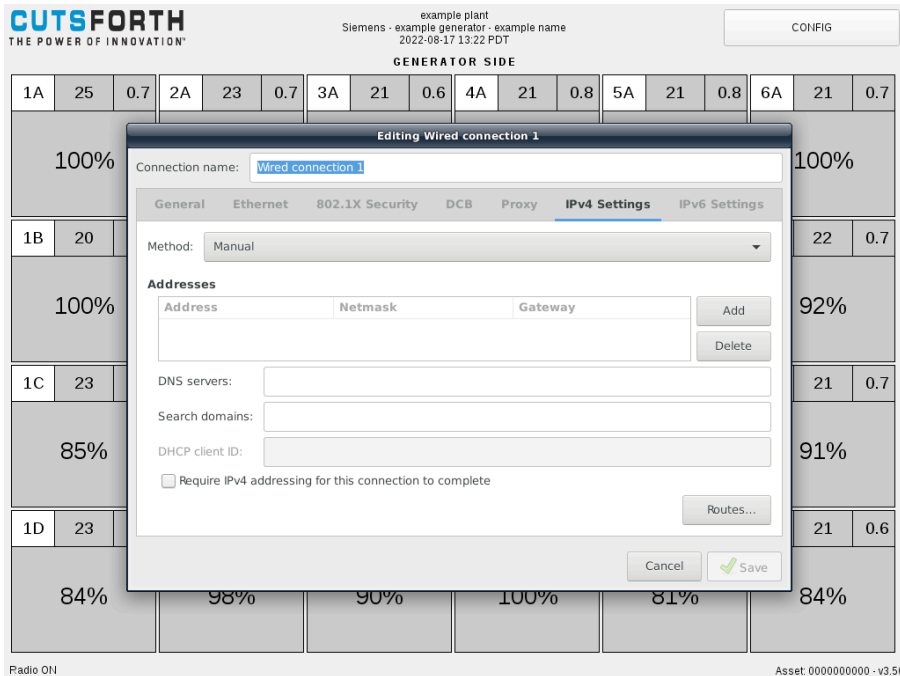 CUTSFORTH
THE POWER OF INNOVATION"
example plant
Siemens - example generator - example name
2022-08-17 13:22 PDT
CONFIG
GENERATOR SIDE
1A 25 0.7 2A 23 0.7 3A 21 0.6 4A 21 0.8 5A 21 0.8 6A 21 0.7
Editing Wired connection 1
100% 100%
Connection name: Wired connection 1
General Ethernet 802.1X Security DCB Proxy IPv4 Settings IPv6 Settings
1B 20 22 0.7
Method: Manual
Addresses
Address Netmask Gateway
100% 92%
Add
Delete
DNS servers:
1C 23 21 0.7
Search domains:
DHCP client ID:
85% 91%
Require IPv4 addressing for this connection to complete
Routes...
1D 23 21 0.6
Cancel Save
84% 98% 90% 100% 81% 84%
Radio ON
Asset: 0000000000 - v3.50